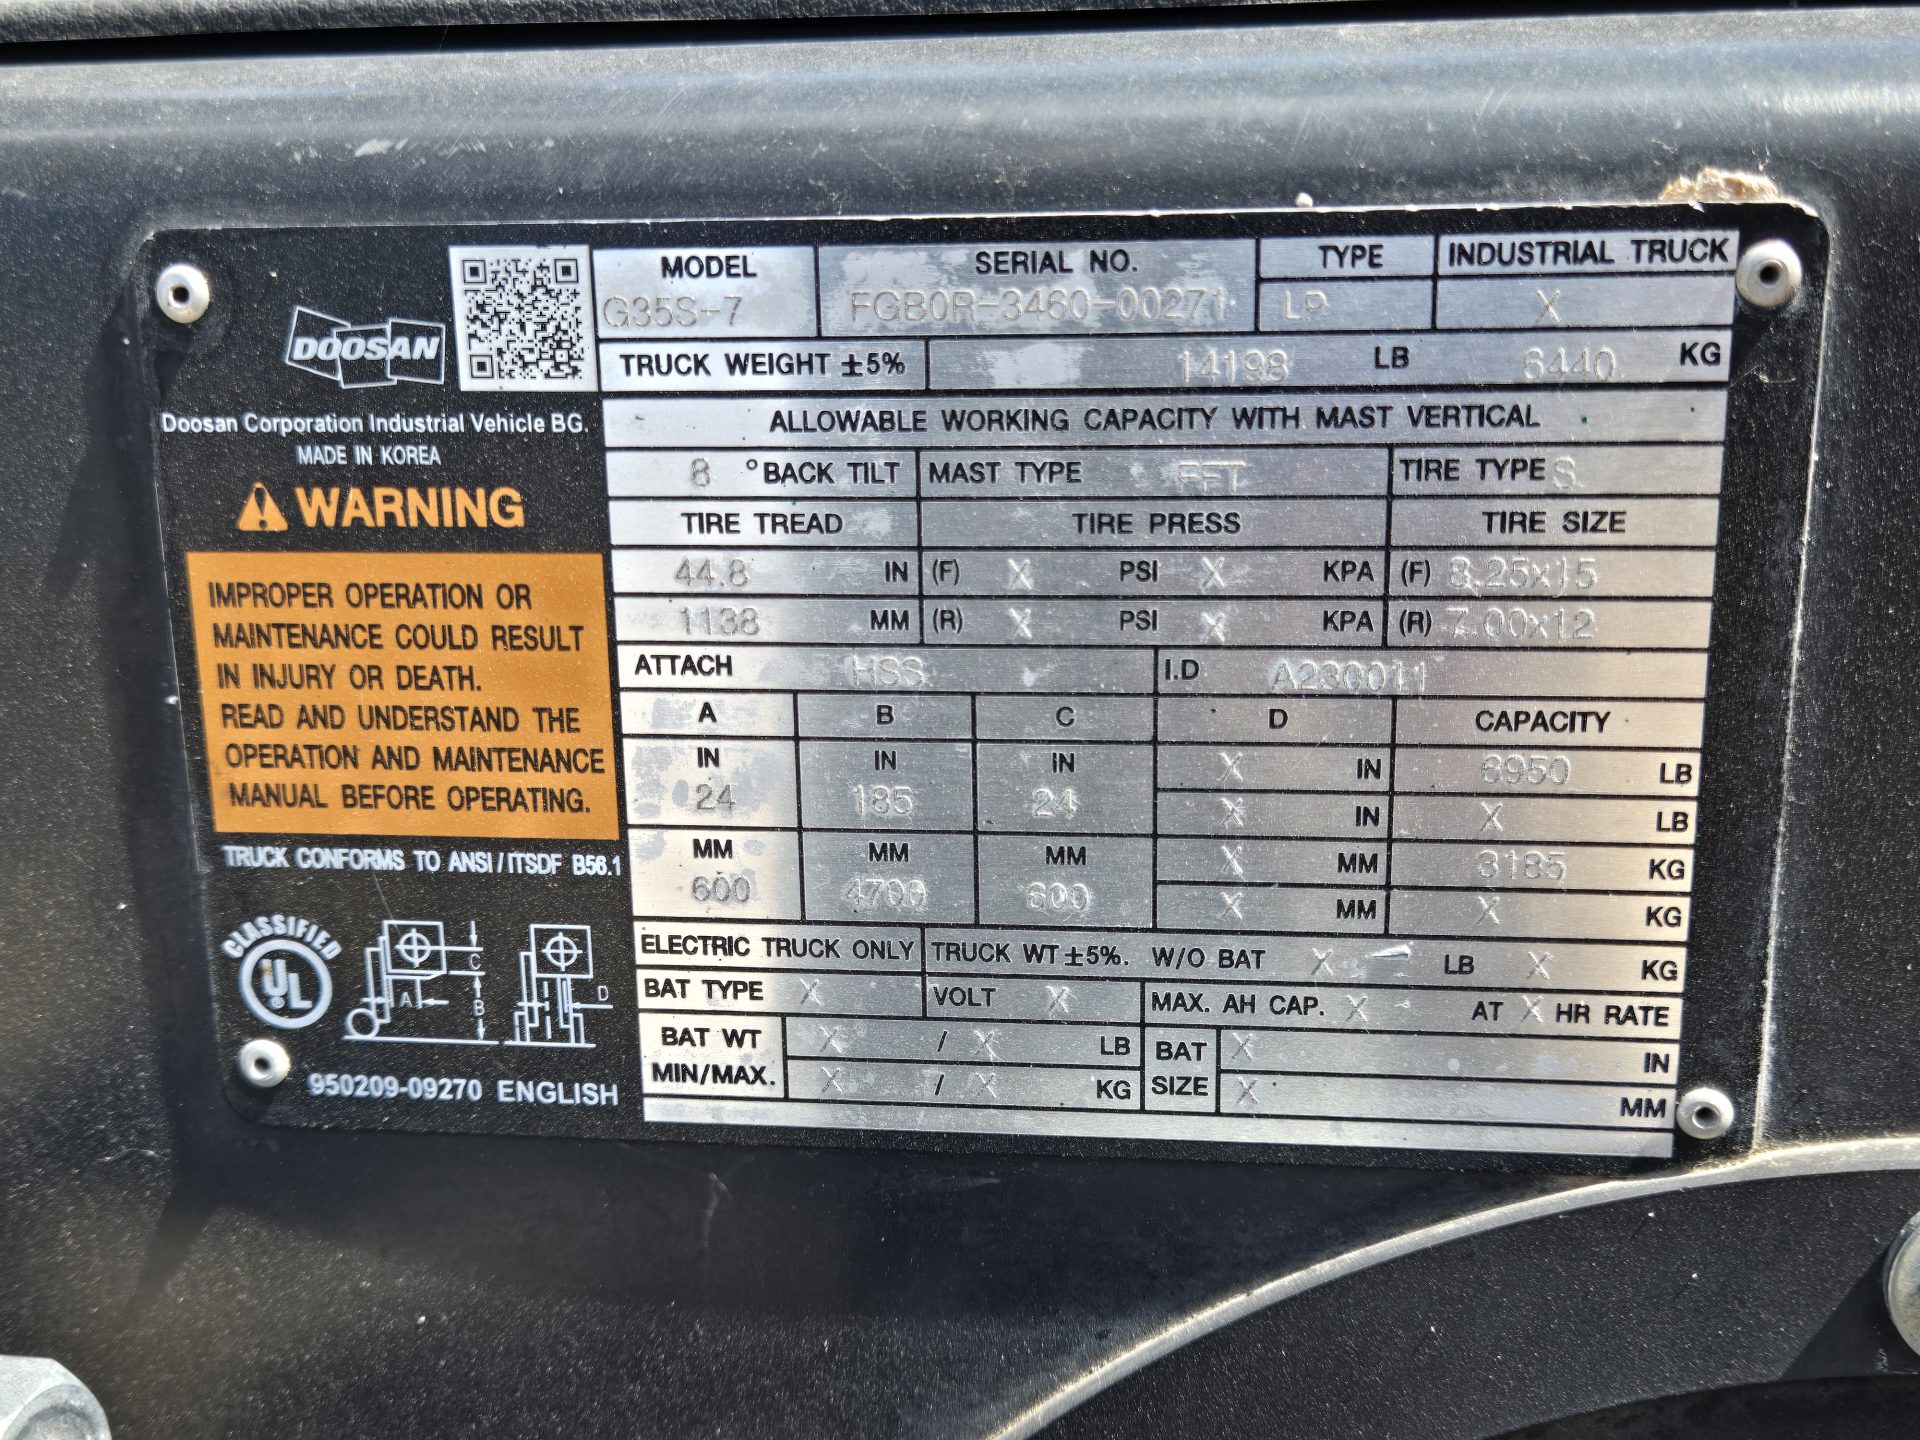 MODEL
SERIAL NO.
TYPE
INDUSTRIAL TRUCK
G35S-7
FGB0R-3460-00271
LP
X
DOOSAN
TRUCK WEIGHT ±5%
14198 LB
6440 KG
Doosan Corporation Industrial Vehicle BG.
MADE IN KOREA
ALLOWABLE WORKING CAPACITY WITH MAST VERTICAL
8 °BACK TILT
MAST TYPE FFT
TIRE TYPE S
WARNING
TIRE TREAD
TIRE PRESS
TIRE SIZE
44.8 IN
(F) X PSI X KPA
(F) 8.25x15
1138 MM
(R) X PSI X KPA
(R) 7.00x12
IMPROPER OPERATION OR
MAINTENANCE COULD RESULT
IN INJURY OR DEATH.
READ AND UNDERSTAND THE
OPERATION AND MAINTENANCE
MANUAL BEFORE OPERATING.
ATTACH HSS
I.D A230011
A
B
C
D
CAPACITY
IN
IN
IN
X IN
6950 LB
24
185
24
X IN
X LB
MM
MM
MM
X MM
3185 KG
600
4700
600
X MM
X KG
TRUCK CONFORMS TO ANSI/ITSDF B56.1
CLASSIFIED
UL
A
C
B
D
950209-09270 ENGLISH
ELECTRIC TRUCK ONLY
TRUCK WT ±5%. W/O BAT X LB X KG
BAT TYPE X
VOLT X
MAX. AH CAP. X AT X HR RATE
BAT WT
MIN/MAX.
X / X LB
X / X KG
BAT
SIZE
X IN
X MM